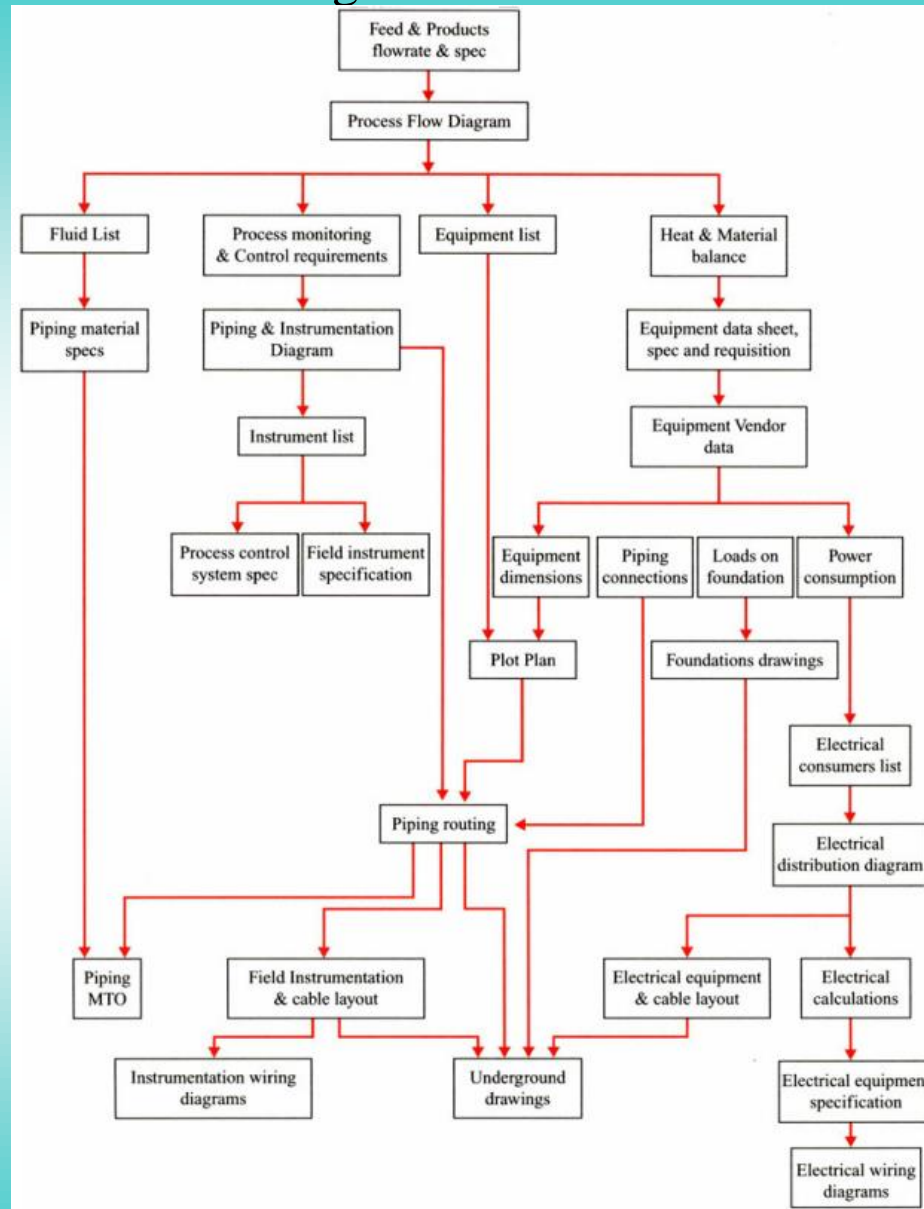 Feed & Products
flowrate & spec
Process Flow Diagram
Fluid List
Process monitoring
& Control requirements
Equipment list
Heat & Material
balance
Piping material
specs
Piping & Instrumentation
Diagram
Equipment data sheet,
spec and requisition
Instrument list
Equipment Vendor
data
Process control
system spec
Field instrument
specification
Equipment
dimensions
Piping
connections
Loads on
foundation
Power
consumption
Plot Plan
Foundations drawings
Electrical
consumers list
Piping routing
Electrical
distribution diagram
Piping
MTO
Field Instrumentation
& cable layout
Electrical equipment
& cable layout
Electrical
calculations
Instrumentation wiring
diagrams
Underground
drawings
Electrical equipmen
specification
Electrical wiring
diagrams